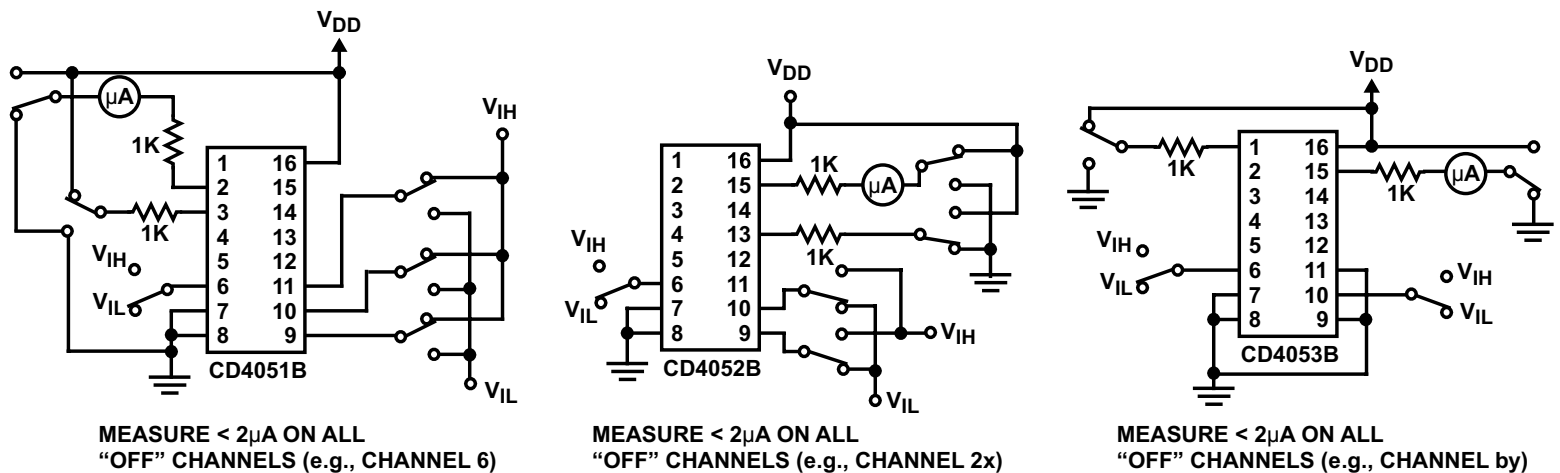 VDD
µA
1K
1K
VIH
VIL
VIH
VIL
1 16
2 15
3 14
4 13
5 12
6 11
7 10
8 9
CD4051B
MEASURE < 2µA ON ALL
“OFF” CHANNELS (e.g., CHANNEL 6)
VDD
1K
µA
1K
VIH
VIL
VIH
VIL
1 16
2 15
3 14
4 13
5 12
6 11
7 10
8 9
CD4052B
MEASURE < 2µA ON ALL
“OFF” CHANNELS (e.g., CHANNEL 2x)
VDD
1K
1K
µA
VIH
VIL
VIH
VIL
1 16
2 15
3 14
4 13
5 12
6 11
7 10
8 9
CD4053B
MEASURE < 2µA ON ALL
“OFF” CHANNELS (e.g., CHANNEL by)